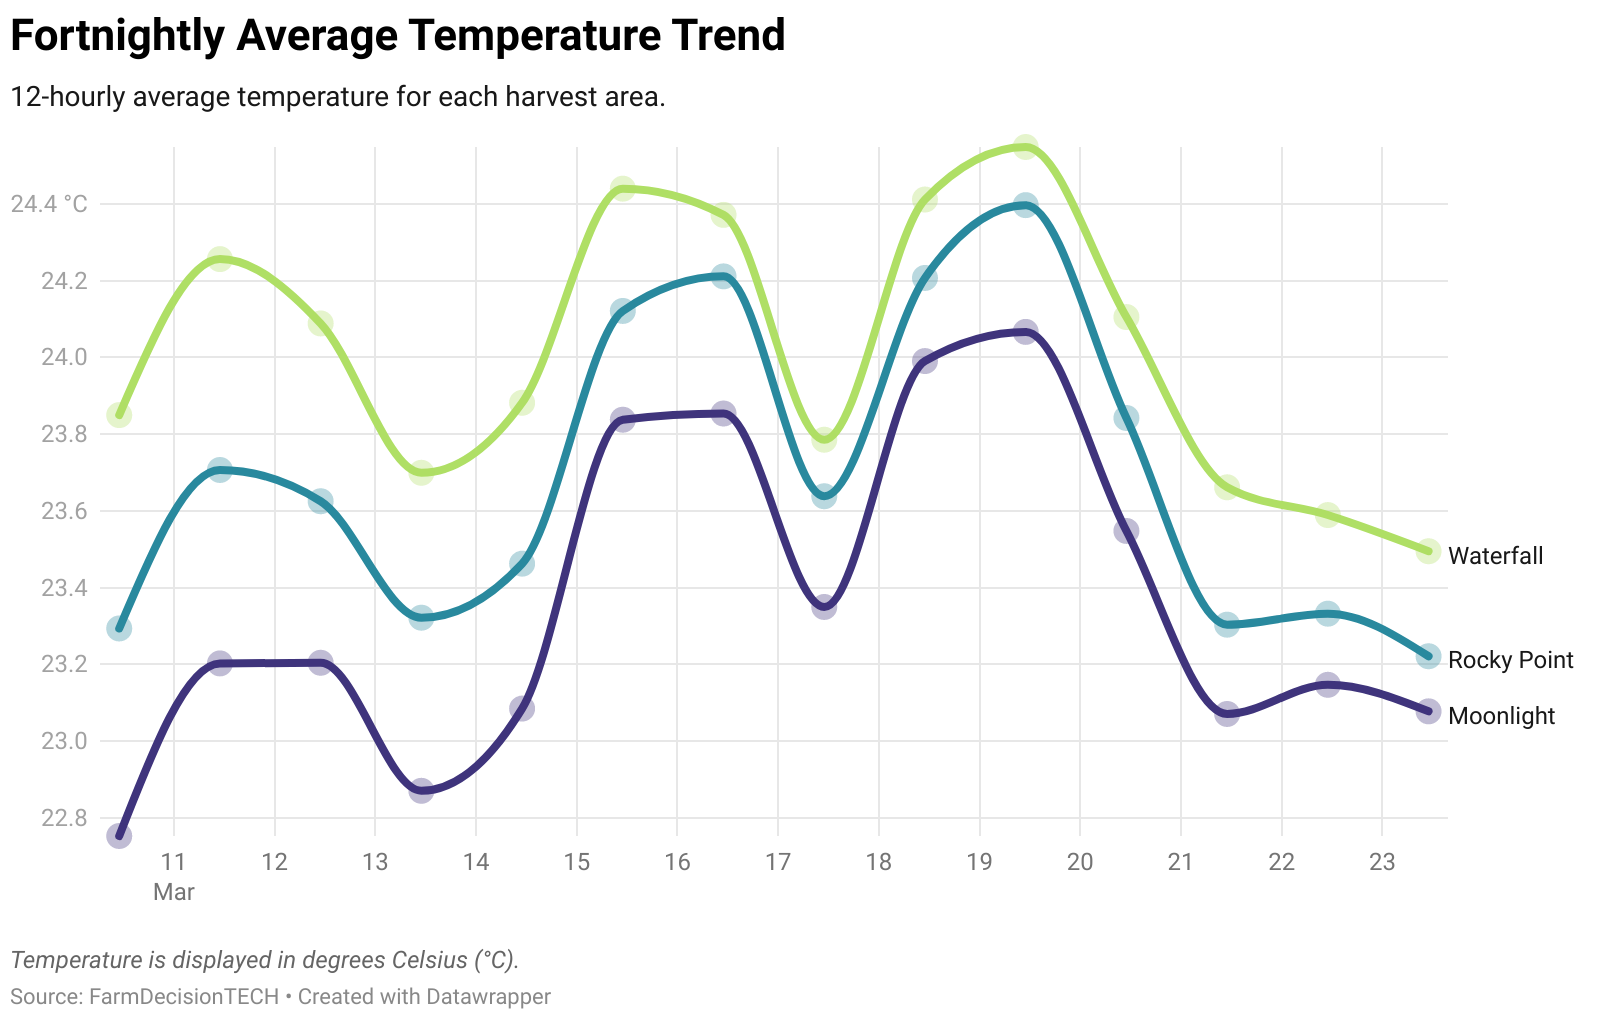 Fortnightly Average Temperature Trend
12-hourly average temperature for each harvest area.
24.4 °C
24.2
24.0
23.8
23.6
23.4
23.2
23.0
22.8
Waterfall
Rocky Point
Moonlight
11 12 13 14 15 16 17 18 19 20 21 22 23
Mar
Temperature is displayed in degrees Celsius (°C).
Source: FarmDecisionTECH • Created with Datawrapper